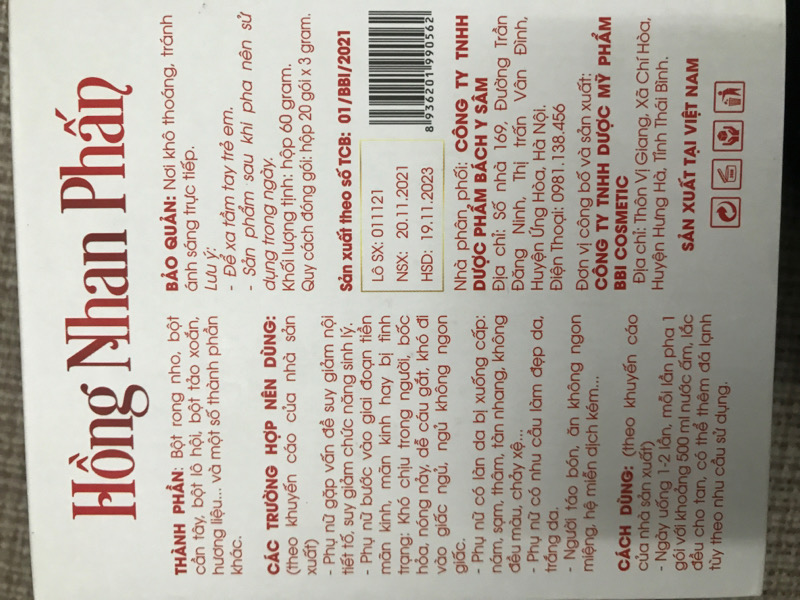 Hồng Nhan Phấn
THÀNH PHẦN: Bột rong nho, bột
cần tây, bột lô hội, bột tảo xoắn,
hương liệu... và một số thành phần
khác.
CÁC TRƯỜNG HỢP NÊN DÙNG:
(theo khuyến cáo của nhà sản
xuất)
- Phụ nữ gặp vấn đề suy giảm nội
tiết tố, suy giảm chức năng sinh lý.
- Phụ nữ bước vào giai đoạn tiền
mãn kinh, mãn kinh hay bị tình
trạng: Khó chịu trong người, bốc
hỏa, nóng nảy, dễ cáu gắt, khó đi
vào giấc ngủ, ngủ không ngon
giấc.
- Phụ nữ có làn da bị xuống cấp:
nám, sạm, thâm, tàn nhang, không
đều màu, chảy xệ...
- Phụ nữ có nhu cầu làm đẹp da,
trắng da.
- Người táo bón, ăn không ngon
miệng, hệ miễn dịch kém...
CÁCH DÙNG: (theo khuyến cáo
của nhà sản xuất)
- Ngày uống 1-2 lần, mỗi lần pha 1
gói với khoảng 500 ml nước ấm, lắc
đều cho tan, có thể thêm đá lạnh
tùy theo nhu cầu sử dụng.
BẢO QUẢN: Nơi khô thoáng, tránh
ánh sáng trực tiếp.
Lưu ý:
- Để xa tầm tay trẻ em.
- Sản phẩm sau khi pha nên sử
dụng trong ngày.
Khối lượng tịnh: hộp 60 gram.
Quy cách đóng gói: hộp 20 gói x 3 gram.
Sản xuất theo số TCB: 01/BBI/2021
Lô SX: 011121
NSX: 20.11.2021
HSD: 19.11.2023
8 936201 990562
Nhà phân phối: CÔNG TY TNHH
DƯỢC PHẨM BÁCH Y SÂM
Địa chỉ: Số nhà 169, Đường Trần
Đăng Ninh, Thị trấn Vân Đình,
Huyện Ứng Hòa, Hà Nội.
Điện Thoại: 0981.138.456
Đơn vị công bố và sản xuất:
CÔNG TY TNHH DƯỢC MỸ PHẨM
BBI COSMETIC
Địa chỉ: Thôn Vị Giang, Xã Chí Hòa,
Huyện Hưng Hà, Tỉnh Thái Bình.
SẢN XUẤT TẠI VIỆT NAM